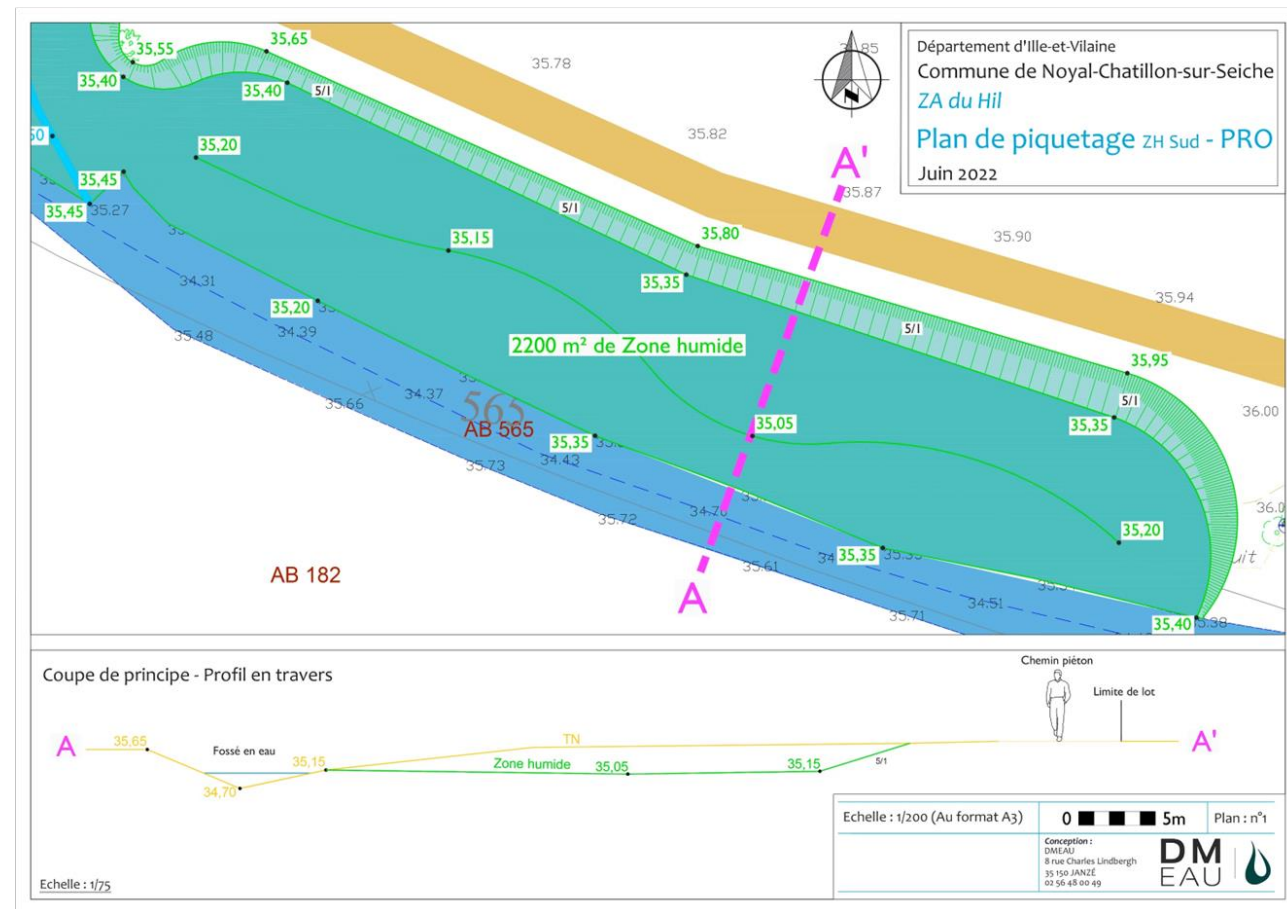 Département d'Ille-et-Vilaine
Commune de Noyal-Chatillon-sur-Seiche
ZA du Hil
Plan de piquetage ZH Sud - PRO
Juin 2022
35,55
35,65
35.78
35,40
35,40
5/1
35.82
35,20
A'
35.87
35,45
35,45
35.27
5/1
35,15
35,80
35.90
34.31
35,35
35.94
35,20
34.39
5/1
35.48
2200 m² de Zone humide
35,95
34.37
35.66
565
5/1
36.00
AB 565
35,35
35,05
35,35
34.43
35.73
34.70
35.72
35,20
35,35
35.61
AB 182
A
34.51
35.71
35,40
35.38
Coupe de principe - Profil en travers
Chemin piéton
Limite de lot
A
35,65
Fossé en eau
35,15
TN
Zone humide
35,05
35,15
5/1
A'
34,70
Echelle : 1/200 (Au format A3)
0
5m
Plan : n°1
Conception :
DMEAU
8 rue Charles Lindbergh
35 150 JANZÉ
02 56 48 00 49
DM
EAU
Echelle : 1/75